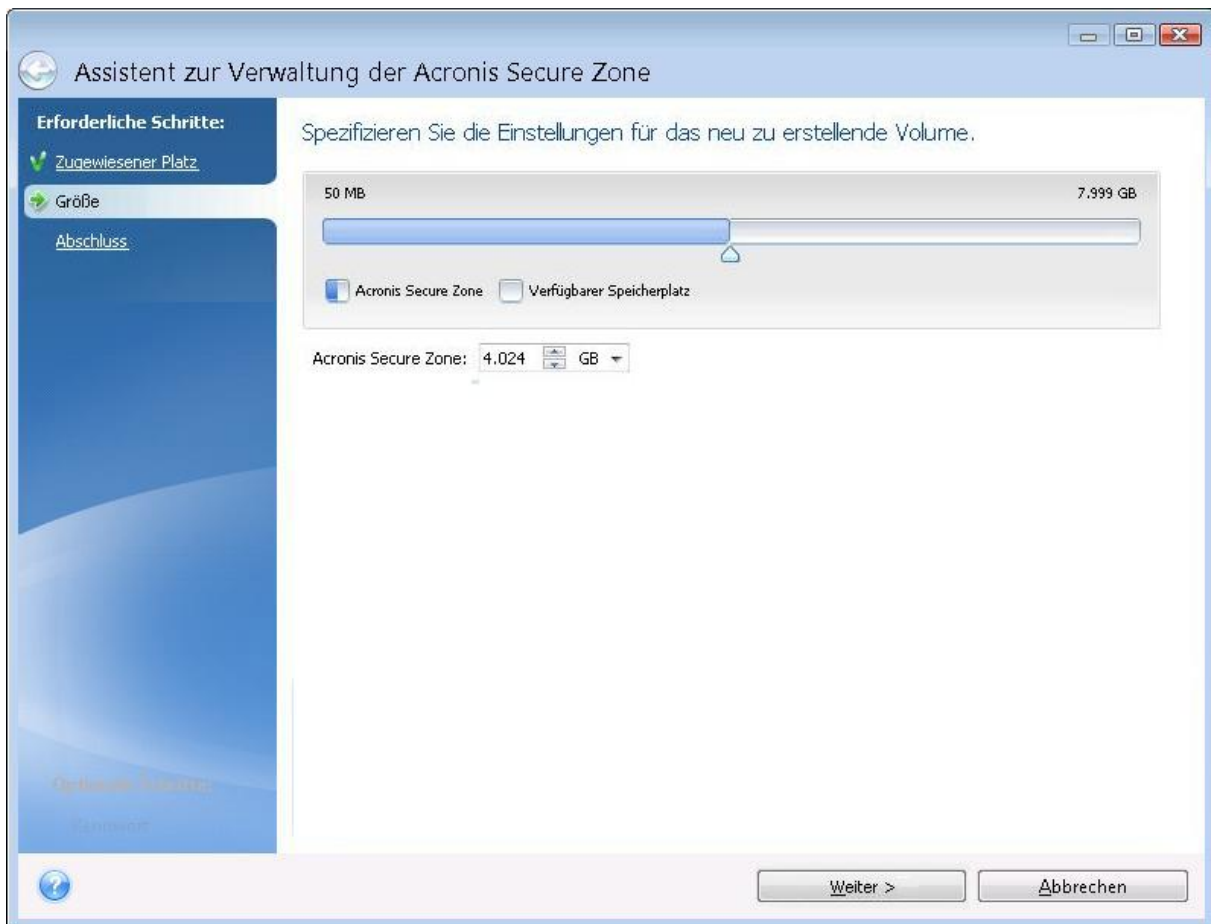 Assistent zur Verwaltung der Acronis Secure Zone
Erforderliche Schritte:
Zugewiesener Platz
Größe
Abschluss
Spezifizieren Sie die Einstellungen für das neu zu erstellende Volume.
50 MB 7.999 GB
Acronis Secure Zone Verfügbarer Speicherplatz
Acronis Secure Zone: 4.024 GB
Weiter > Abbrechen